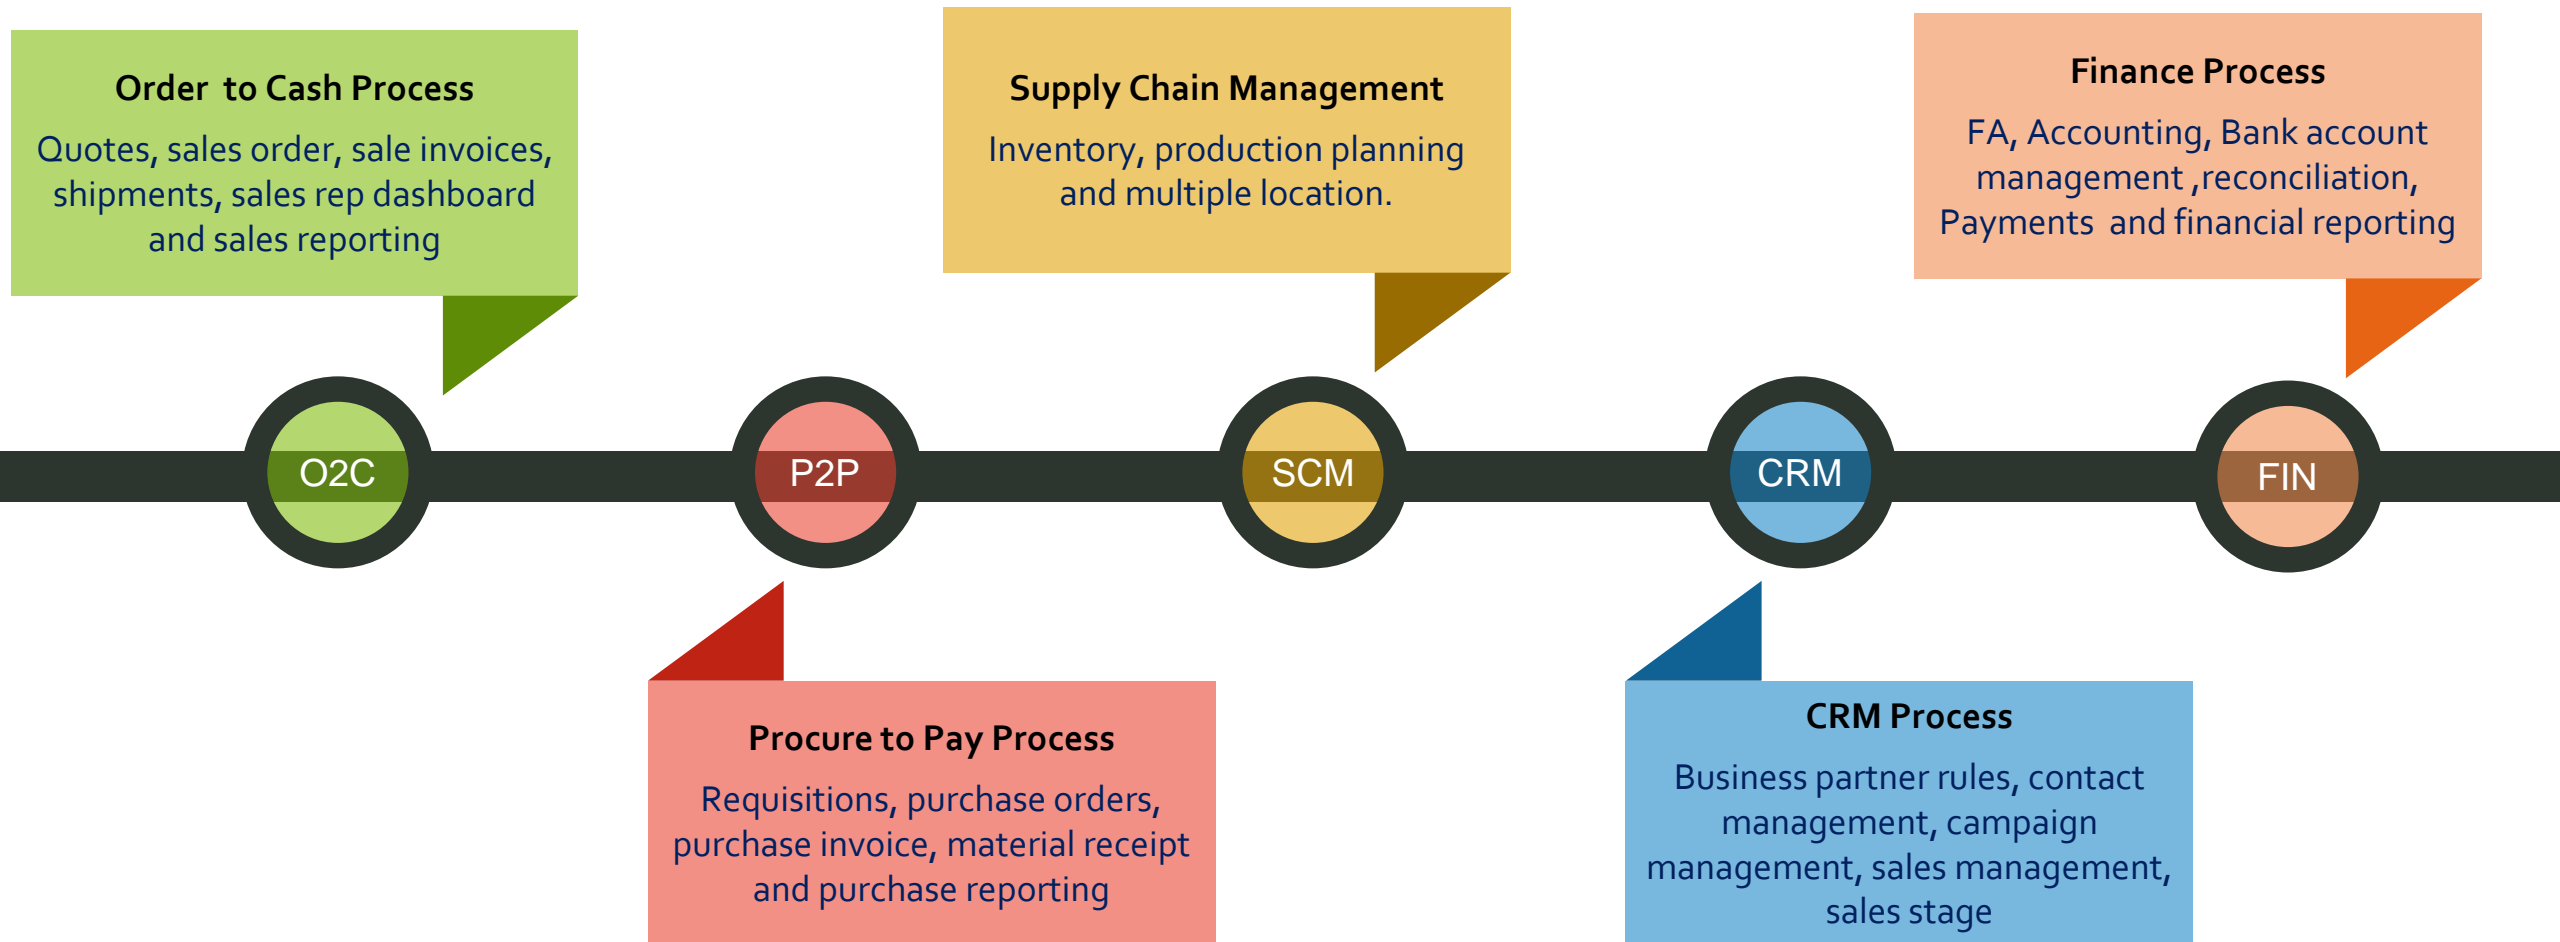 Order to Cash Process
Quotes, sales order, sale invoices,
shipments, sales rep dashboard
and sales reporting
Supply Chain Management
Inventory, production planning
and multiple location.
Finance Process
FA, Accounting, Bank account
management ,reconciliation,
Payments and financial reporting
O2C
P2P
SCM
CRM
FIN
Procure to Pay Process
Requisitions, purchase orders,
purchase invoice, material receipt
and purchase reporting
CRM Process
Business partner rules, contact
management, campaign
management, sales management,
sales stage